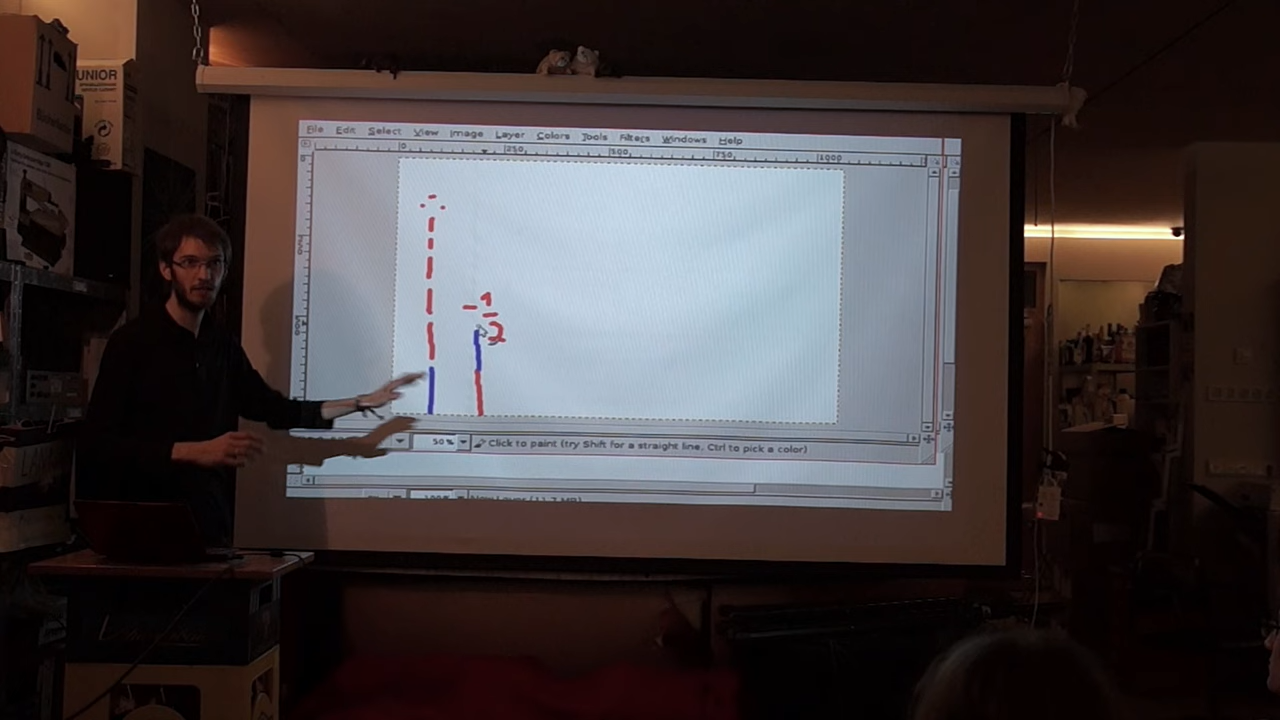 UNIOR
File Edit Select View Image Layer Colors Tools Filters Windows Help
0 250 500 750 1000
-1
2
50%
Click to paint (try Shift for a straight line, Ctrl to pick a color)